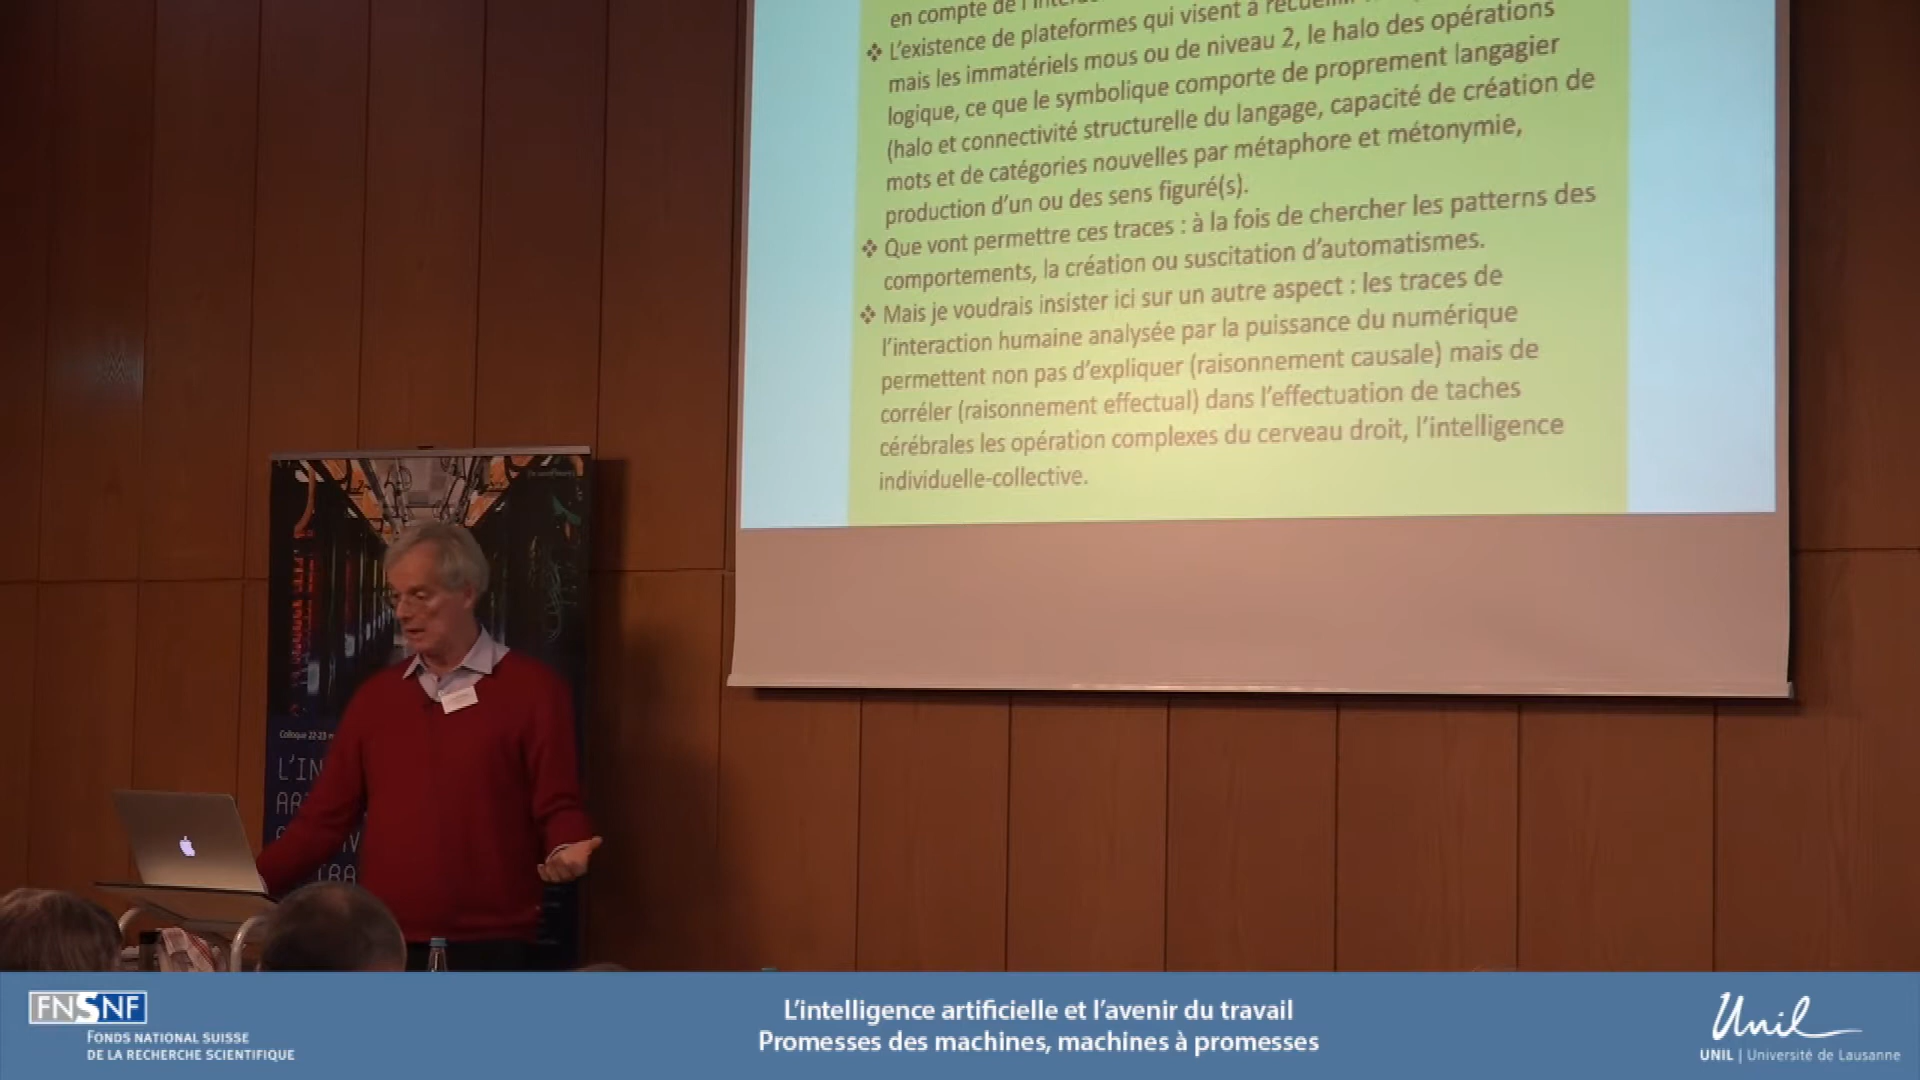 en compte de
❖ L'existence de plateformes qui visent à
mais les immatériels mous ou de niveau 2, le halo des opérations
logique, ce que le symbolique comporte de proprement langagier
(halo et connectivité structurelle du langage, capacité de création de
mots et de catégories nouvelles par métaphore et métonymie,
production d'un ou des sens figuré(s).
❖ Que vont permettre ces traces : à la fois de chercher les patterns des
comportements, la création ou suscitation d'automatismes.
❖ Mais je voudrais insister ici sur un autre aspect : les traces de
l'interaction humaine analysée par la puissance du numérique
permettent non pas d'expliquer (raisonnement causale) mais de
corréler (raisonnement effectual) dans l'effectuation de taches
cérébrales les opération complexes du cerveau droit, l'intelligence
individuelle-collective.
Colloque 22-23
L'IN
AR
TRA
FNSNF
FONDS NATIONAL SUISSE
DE LA RECHERCHE SCIENTIFIQUE
L'intelligence artificielle et l'avenir du travail
Promesses des machines, machines à promesses
Unil
UNIL | Université de Lausanne